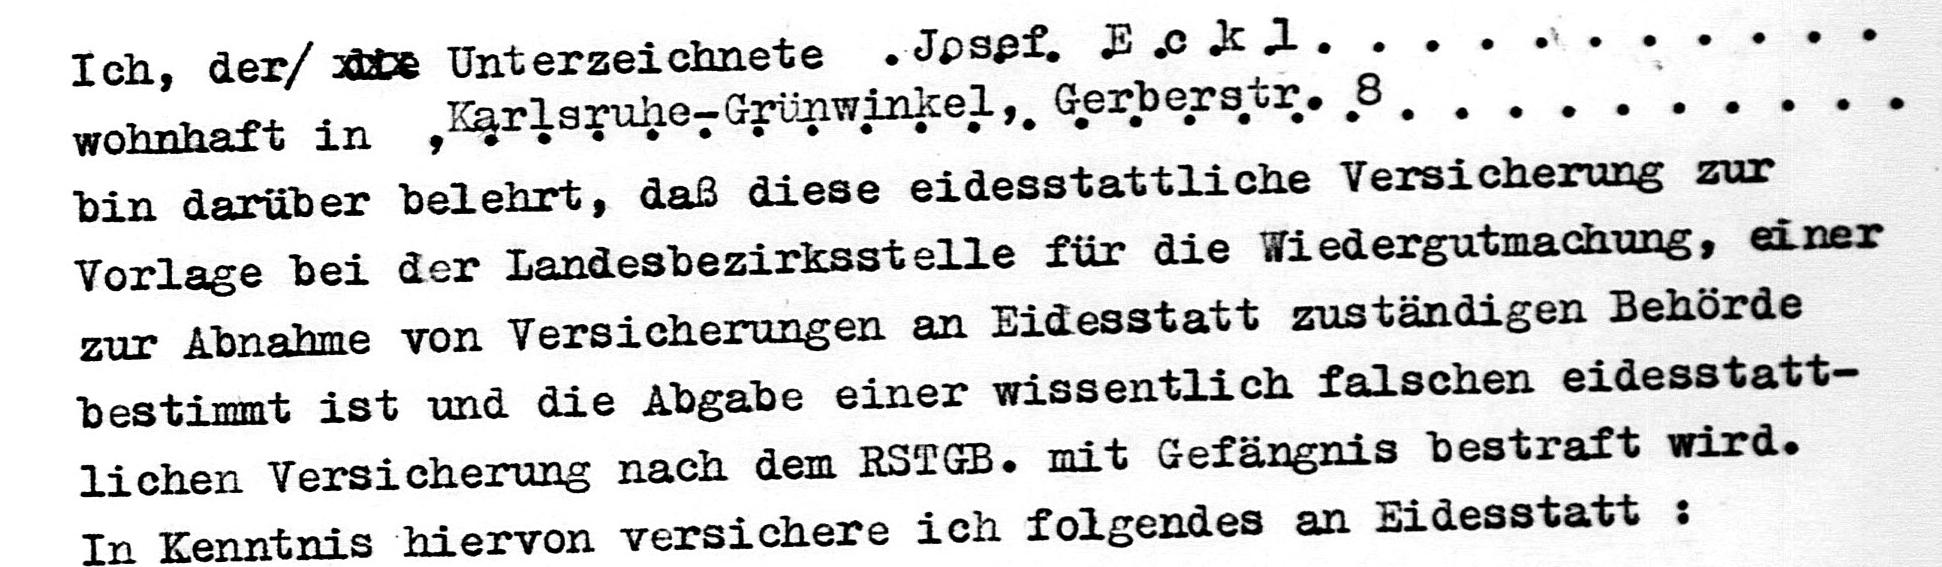 Ich, der/ die Unterzeichnete .Josef. E c k l. . . . . . . . . . .
wohnhaft in Karlsruhe-Grünwinkel, Gerberstr. 8. . . . . . . . . .
bin darüber belehrt, daß diese eidesstattliche Versicherung zur
Vorlage bei der Landesbezirksstelle für die Wiedergutmachung, einer
zur Abnahme von Versicherungen an Eidesstatt zuständigen Behörde
bestimmt ist und die Abgabe einer wissentlich falschen eidesstatt-
lichen Versicherung nach dem RSTGB. mit Gefängnis bestraft wird.
In Kenntnis hiervon versichere ich folgendes an Eidesstatt :